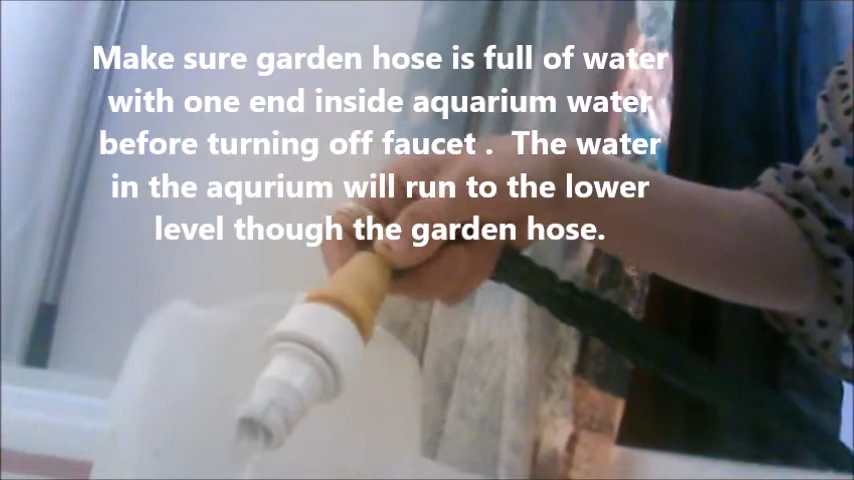 Make sure garden hose is full of water
with one end inside aquarium water
before turning off faucet .  The water
in the aqurium will run to the lower
level though the garden hose.